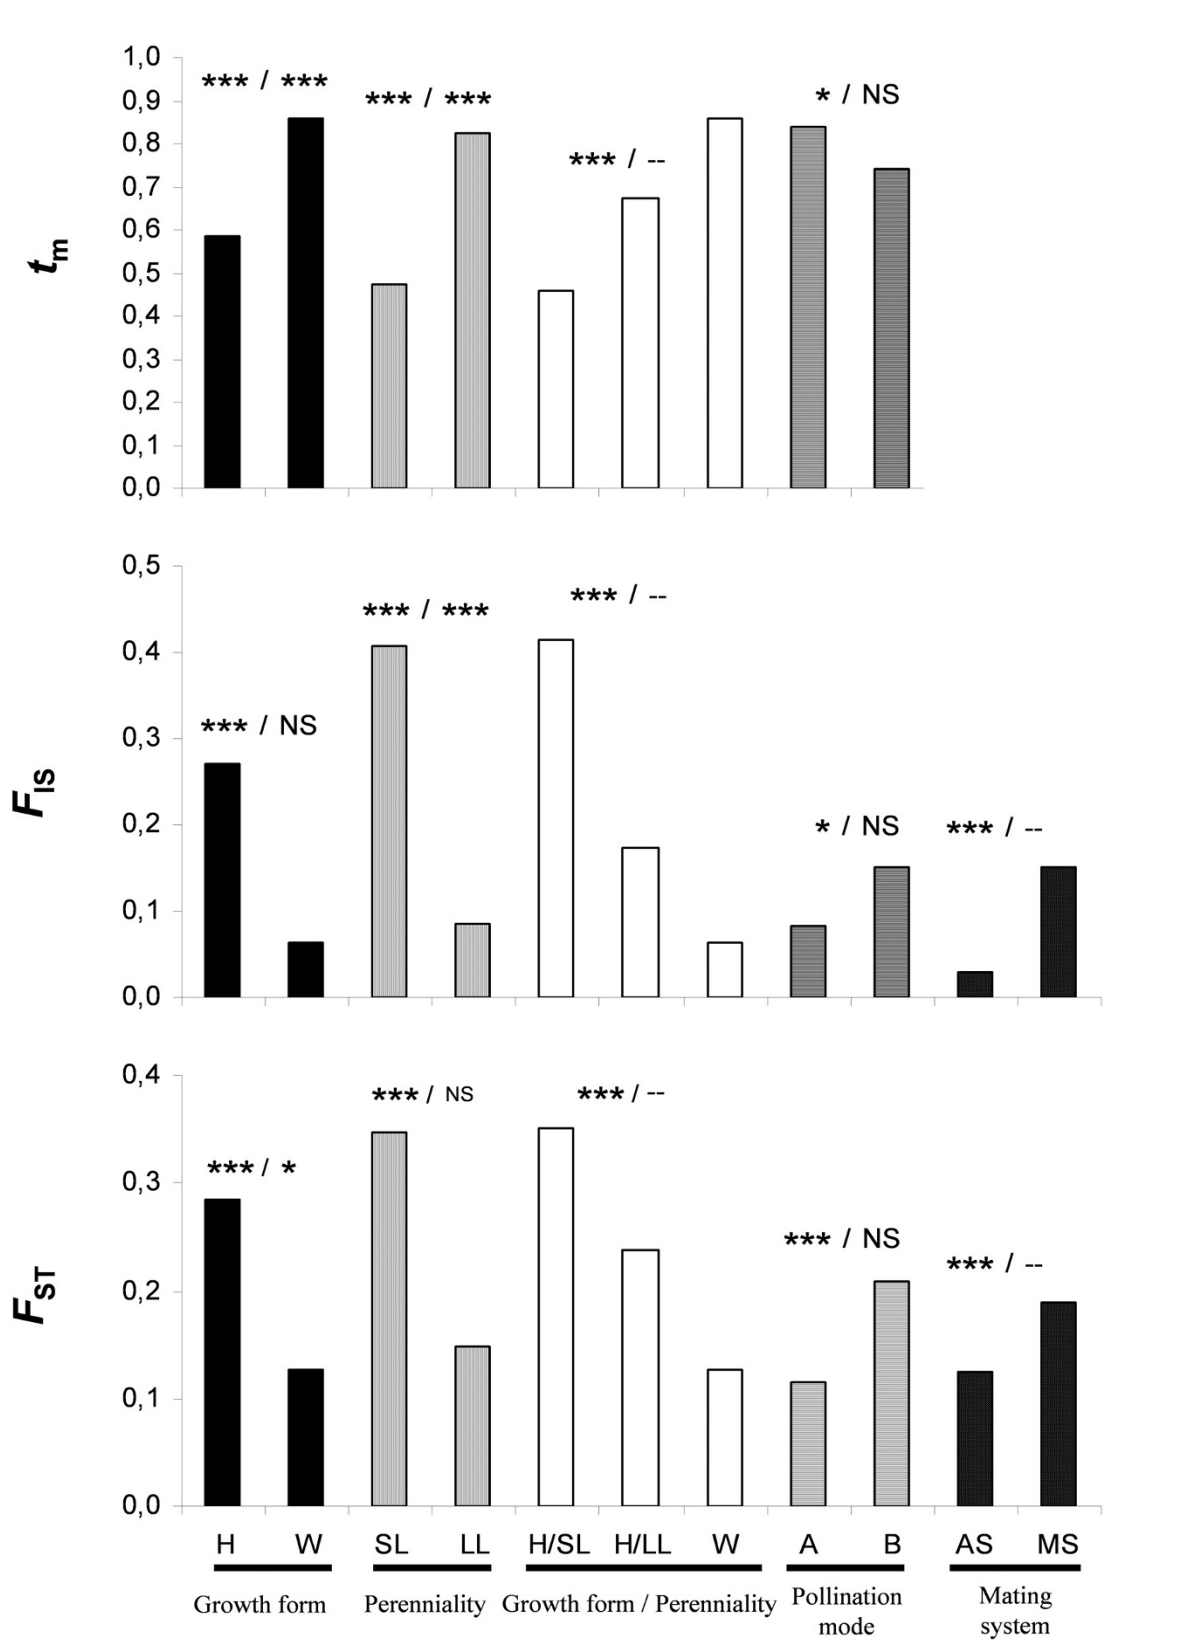 1,0
*** / ***
*** / ***
* / NS
0,9
0,8
*** / --
0,7
0,6
0,5
0,4
0,3
0,2
0,1
0,0
tm
0,5
*** / ***
*** / --
0,4
*** / NS
0,3
0,2
* / NS
*** / --
0,1
0,0
FIS
0,4
*** / NS
*** / --
*** / *
0,3
*** / NS
*** / --
0,2
0,1
0,0
FST
H W SL LL H/SL H/LL W A B AS MS
Growth form Perenniality Growth form / Perenniality Pollination mode Mating system